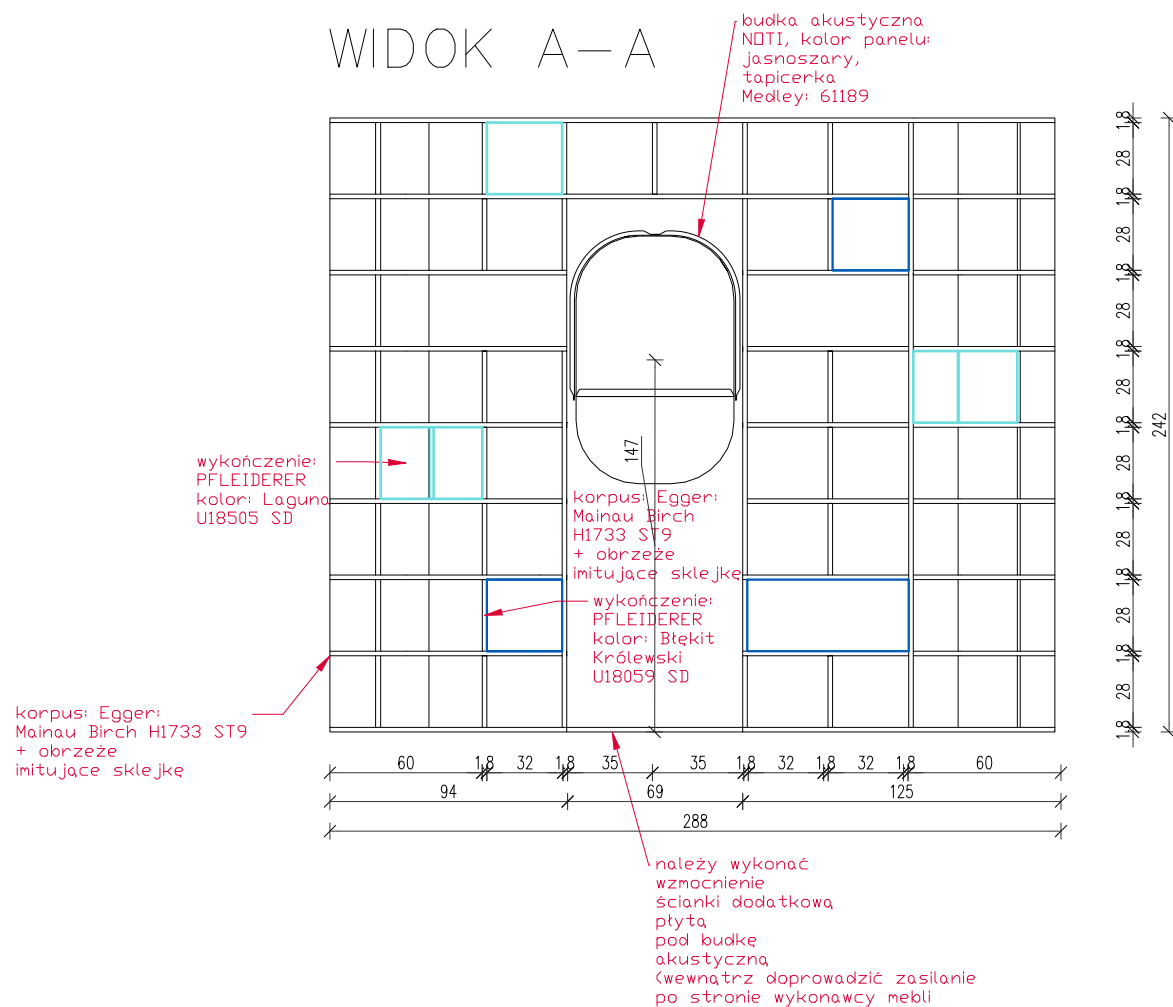 WIDOK A-A
budka akustyczna
NOTI, kolor panelu:
jasnoszary,
tapicerka
Medley: 61189
1.8
28
1.8
28
1.8
28
1.8
28
1.8
28
1.8
28
1.8
28
1.8
28
1.8
242
147
wykończenie:
PFLEIDERER
kolor: Laguna
U18505 SD
korpus: Egger:
Mainau Birch
H1733 ST9
+ obrzeże
imitujące sklejkę
wykończenie:
PFLEIDERER
kolor: Błękit
Królewski
U18059 SD
korpus: Egger:
Mainau Birch H1733 ST9
+ obrzeże
imitujące sklejkę
60 1.8 32 1.8 35 35 1.8 32 1.8 32 1.8 60
94 69 125
288
należy wykonać
wzmocnienie
ścianki dodatkową
płytą
pod budkę
akustyczną
(wewnątrz doprowadzić zasilanie
po stronie wykonawcy mebli